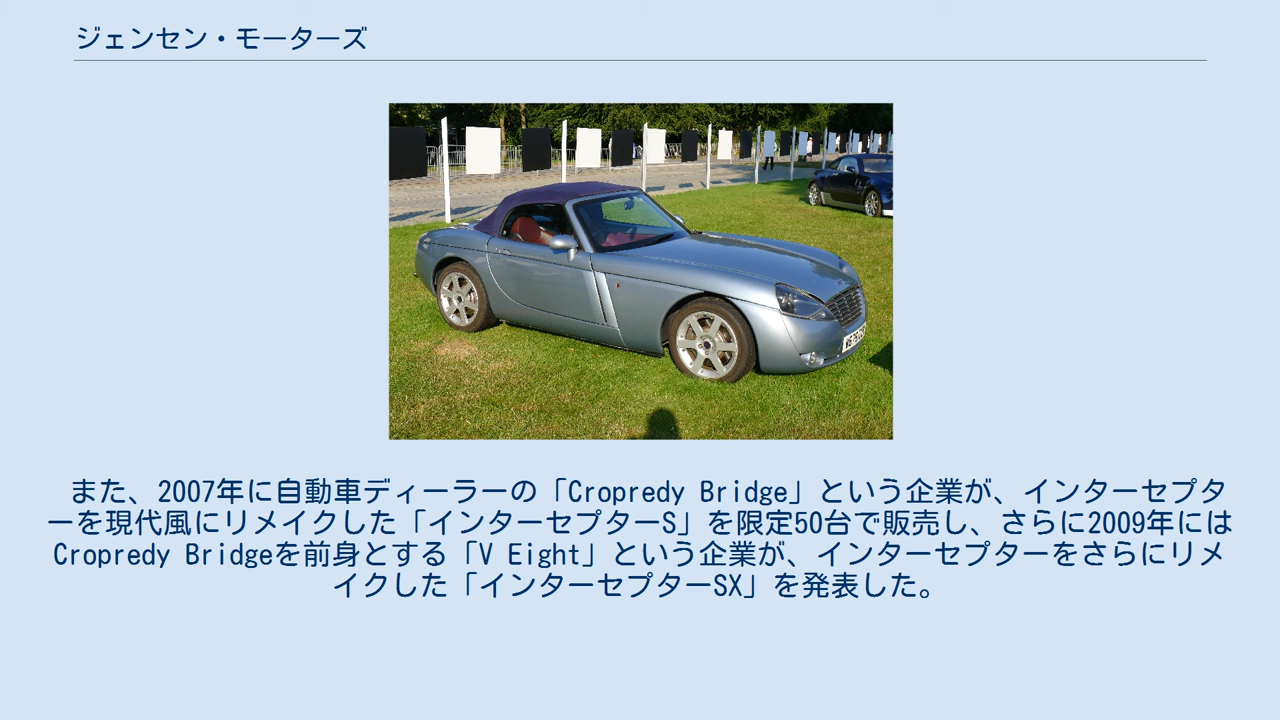 ジェンセン・モーターズ
また、2007年に自動車ディーラーの「Cropredy Bridge」という企業が、インターセプタ
ーを現代風にリメイクした「インターセプターS」を限定50台で販売し、さらに2009年には
Cropredy Bridgeを前身とする「V Eight」という企業が、インターセプターをさらにリメ
イクした「インターセプターSX」を発表した。